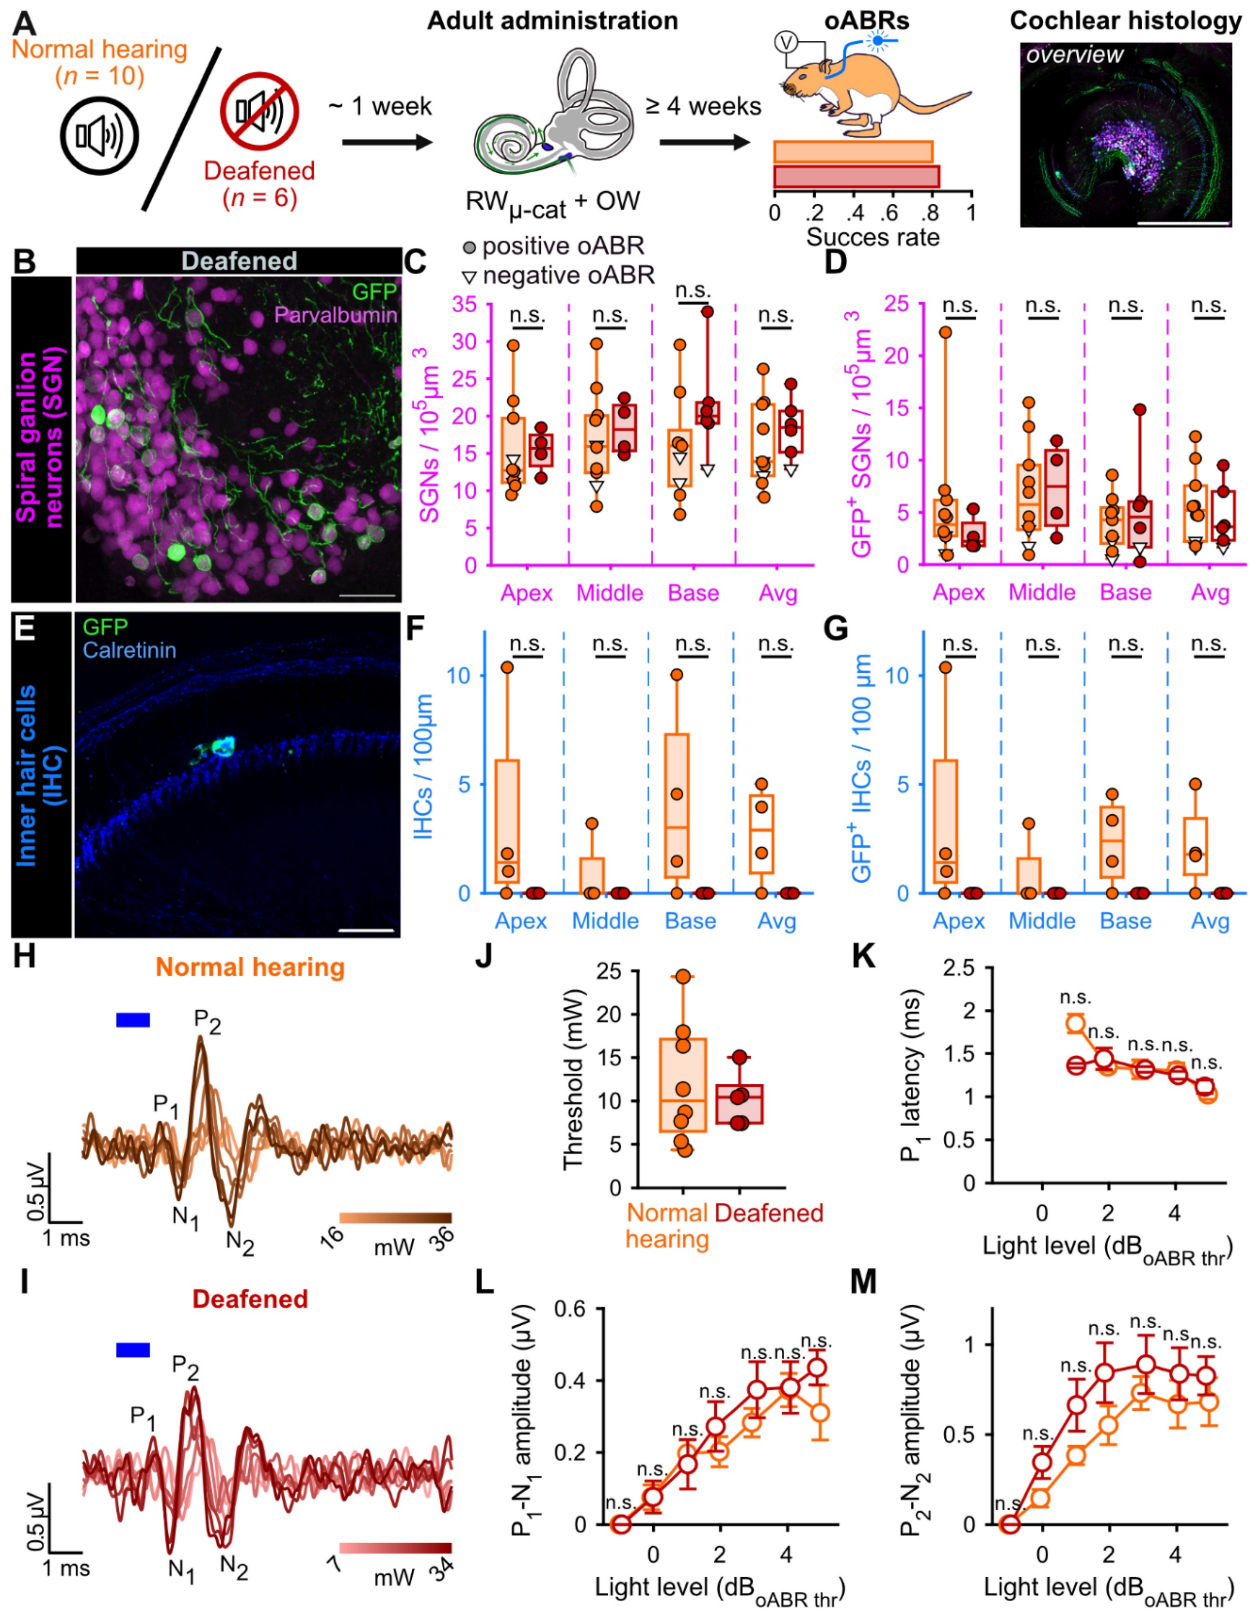 A
Normal hearing
(n = 10)
Deafened
(n = 6)
~ 1 week
Adult administration
RWμ-cat + OW
≥ 4 weeks
oABRs
V
0 .2 .4 .6 .8 1
Succes rate
Cochlear histology
overview
B
Deafened
GFP
Parvalbumin
Spiral ganlion
neurons (SGN)
C
positive oABR
negative oABR
n.s. n.s. n.s. n.s.
SGNs / 10⁵μm ³
35
30
25
20
15
10
5
0
Apex Middle Base Avg
D
n.s. n.s. n.s. n.s.
GFP⁺ SGNs / 10⁵μm ³
25
20
15
10
5
0
Apex Middle Base Avg
E
GFP
Calretinin
Inner hair cells
(IHC)
F
n.s. n.s. n.s. n.s.
IHCs / 100μm
10
5
0
Apex Middle Base Avg
G
n.s. n.s. n.s. n.s.
GFP⁺ IHCs / 100 μm
10
5
0
Apex Middle Base Avg
H
Normal hearing
P₁
P₂
N₁
N₂
0.5 μV
1 ms
16 mW 36
I
Deafened
P₁
P₂
N₁
N₂
0.5 μV
1 ms
7 mW 34
J
Threshold (mW)
25
20
15
10
5
0
Normal
hearing
Deafened
K
P₁ latency (ms)
2.5
2
1.5
1
0.5
0
n.s. n.s. n.s. n.s. n.s.
0 2 4
Light level (dBoABR thr)
L
P₁-N₁ amplitude (μV)
0.6
0.4
0.2
0
n.s. n.s. n.s. n.s. n.s. n.s. n.s.
0 2 4
Light level (dBoABR thr)
M
P₂-N₂ amplitude (μV)
1
0.5
0
n.s. n.s. n.s. n.s. n.s. n.s. n.s.
0 2 4
Light level (dBoABR thr)